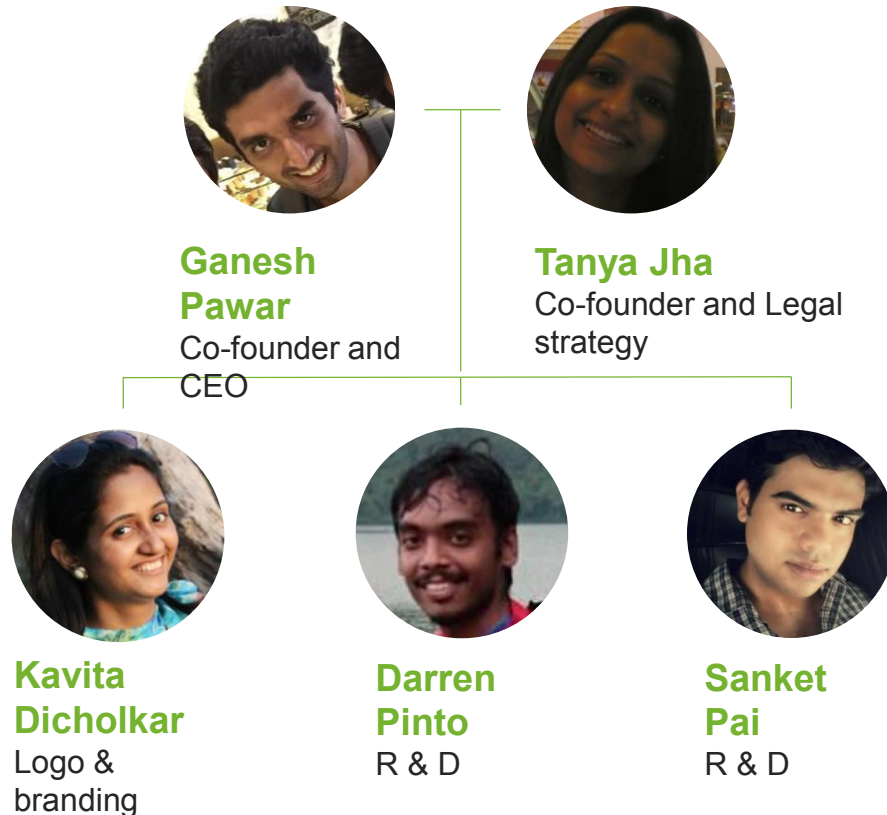 Ganesh
Pawar
Co-founder and
CEO
Tanya Jha
Co-founder and Legal
strategy
Kavita
Dicholkar
Logo &
branding
Darren
Pinto
R & D
Sanket
Pai
R & D